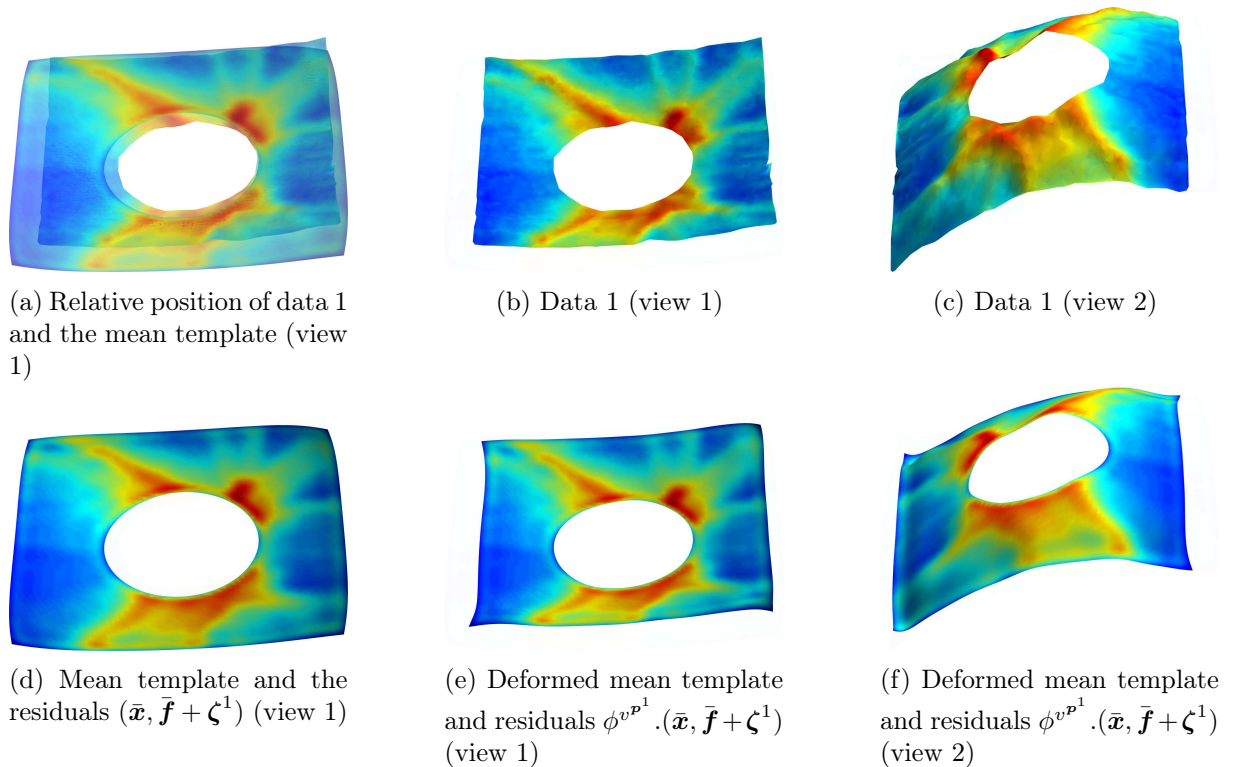 (a) Relative position of data 1
and the mean template (view
1)
(b) Data 1 (view 1)
(c) Data 1 (view 2)
(d) Mean template and the
residuals (x̄, f̄ + ζ¹) (view 1)
(e) Deformed mean template
and residuals ϕ^{v^{p¹}}.(x̄, f̄ + ζ¹)
(view 1)
(f) Deformed mean template
and residuals ϕ^{v^{p¹}}.(x̄, f̄ + ζ¹)
(view 2)